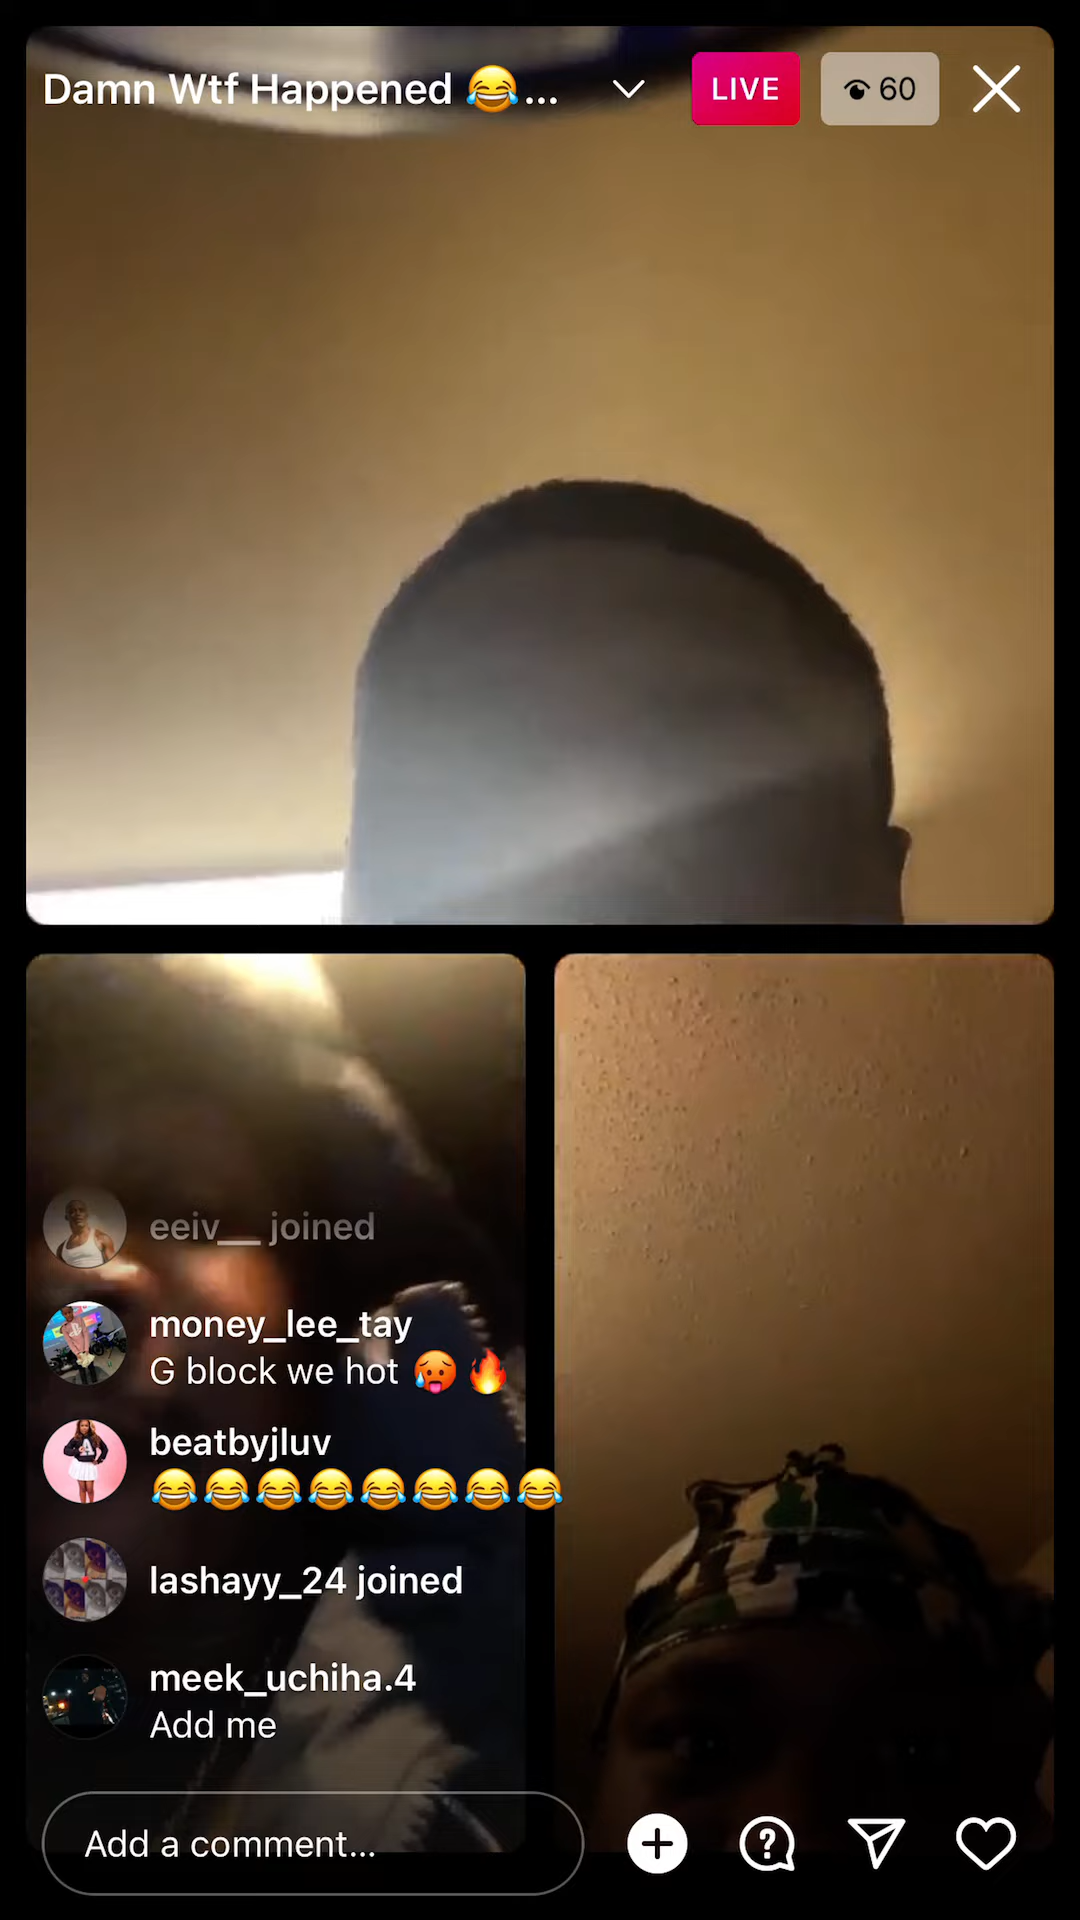 Damn Wtf Happened 😂...
LIVE
60
eeiv__ joined
money_lee_tay
G block we hot 🥵 🔥
beatbyjluv
😂😂😂😂😂😂😂😂
lashayy_24 joined
meek_uchiha.4
Add me
Add a comment...